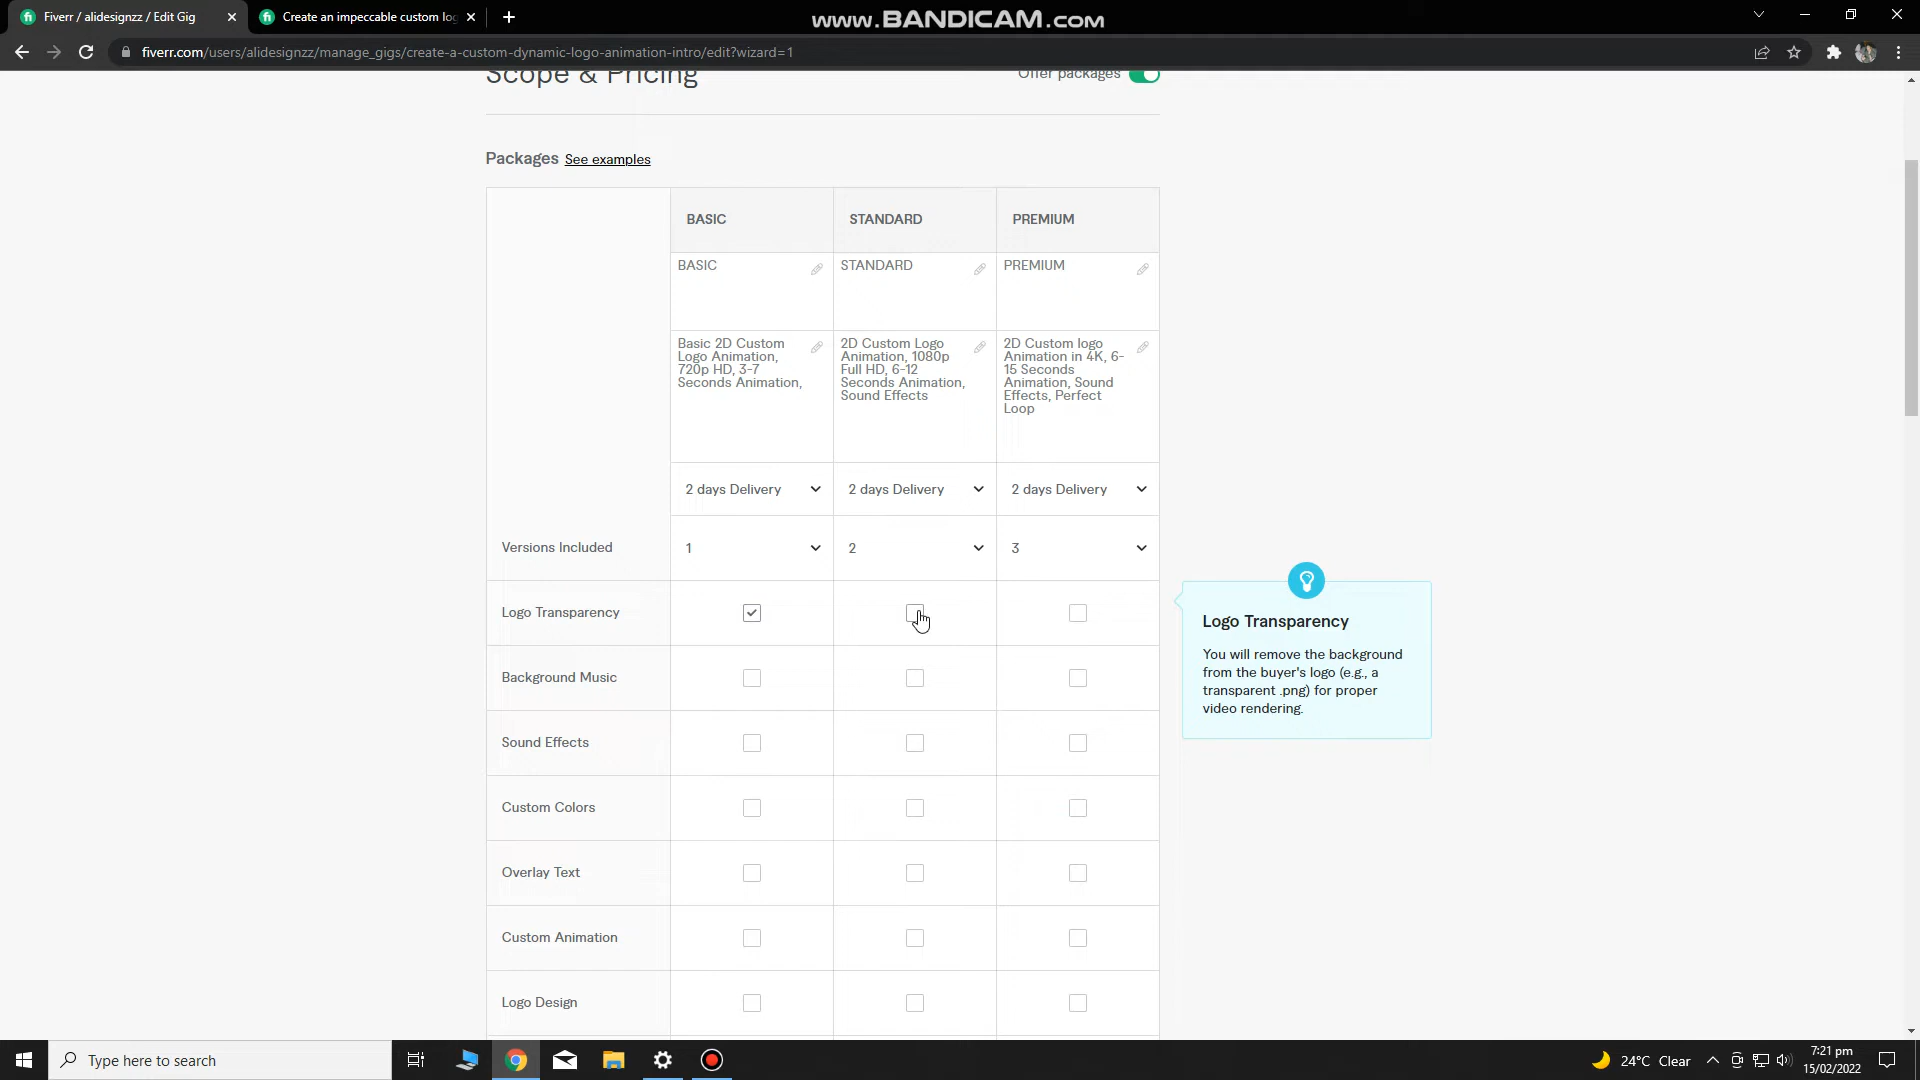 Fiverr / alidesignzz / Edit Gig
Create an impeccable custom log
www.BANDICAM.com
fiverr.com/users/alidesignzz/manage_gigs/create-a-custom-dynamic-logo-animation-intro/edit?wizard=1
Scope & Pricing
Offer packages
Packages See examples
BASIC STANDARD PREMIUM
BASIC STANDARD PREMIUM
Basic 2D Custom
Logo Animation,
720p HD, 3-7
Seconds Animation,
2D Custom Logo
Animation, 1080p
Full HD, 6-12
Seconds Animation,
Sound Effects
2D Custom logo
Animation in 4K, 6-
15 Seconds
Animation, Sound
Effects, Perfect
Loop
2 days Delivery 2 days Delivery 2 days Delivery
Versions Included 1 2 3
Logo Transparency
Background Music
Sound Effects
Custom Colors
Overlay Text
Custom Animation
Logo Design
Logo Transparency
You will remove the background
from the buyer's logo (e.g., a
transparent .png) for proper
video rendering.
Type here to search
24°C Clear
7:21 pm
15/02/2022